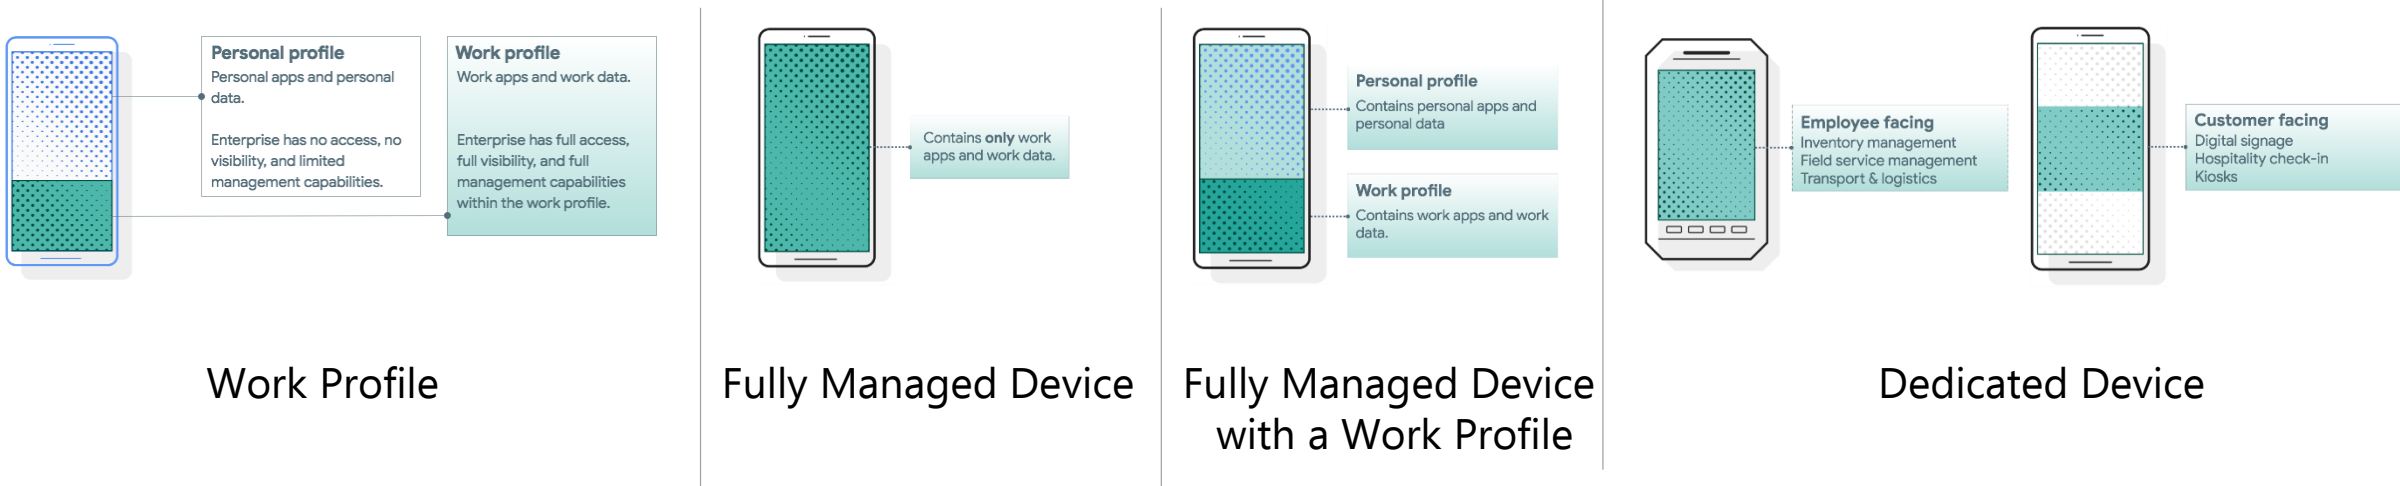 Personal profile
Personal apps and personal
data.
Enterprise has no access, no
visibility, and limited
management capabilities.
Work profile
Work apps and work data.
Enterprise has full access,
full visibility, and full
management capabilities
within the work profile.
Work Profile
Contains only work
apps and work data.
Fully Managed Device
Personal profile
Contains personal apps and
personal data
Work profile
Contains work apps and work
data.
Fully Managed Device
with a Work Profile
Employee facing
Inventory management
Field service management
Transport & logistics
Customer facing
Digital signage
Hospitality check-in
Kiosks
Dedicated Device